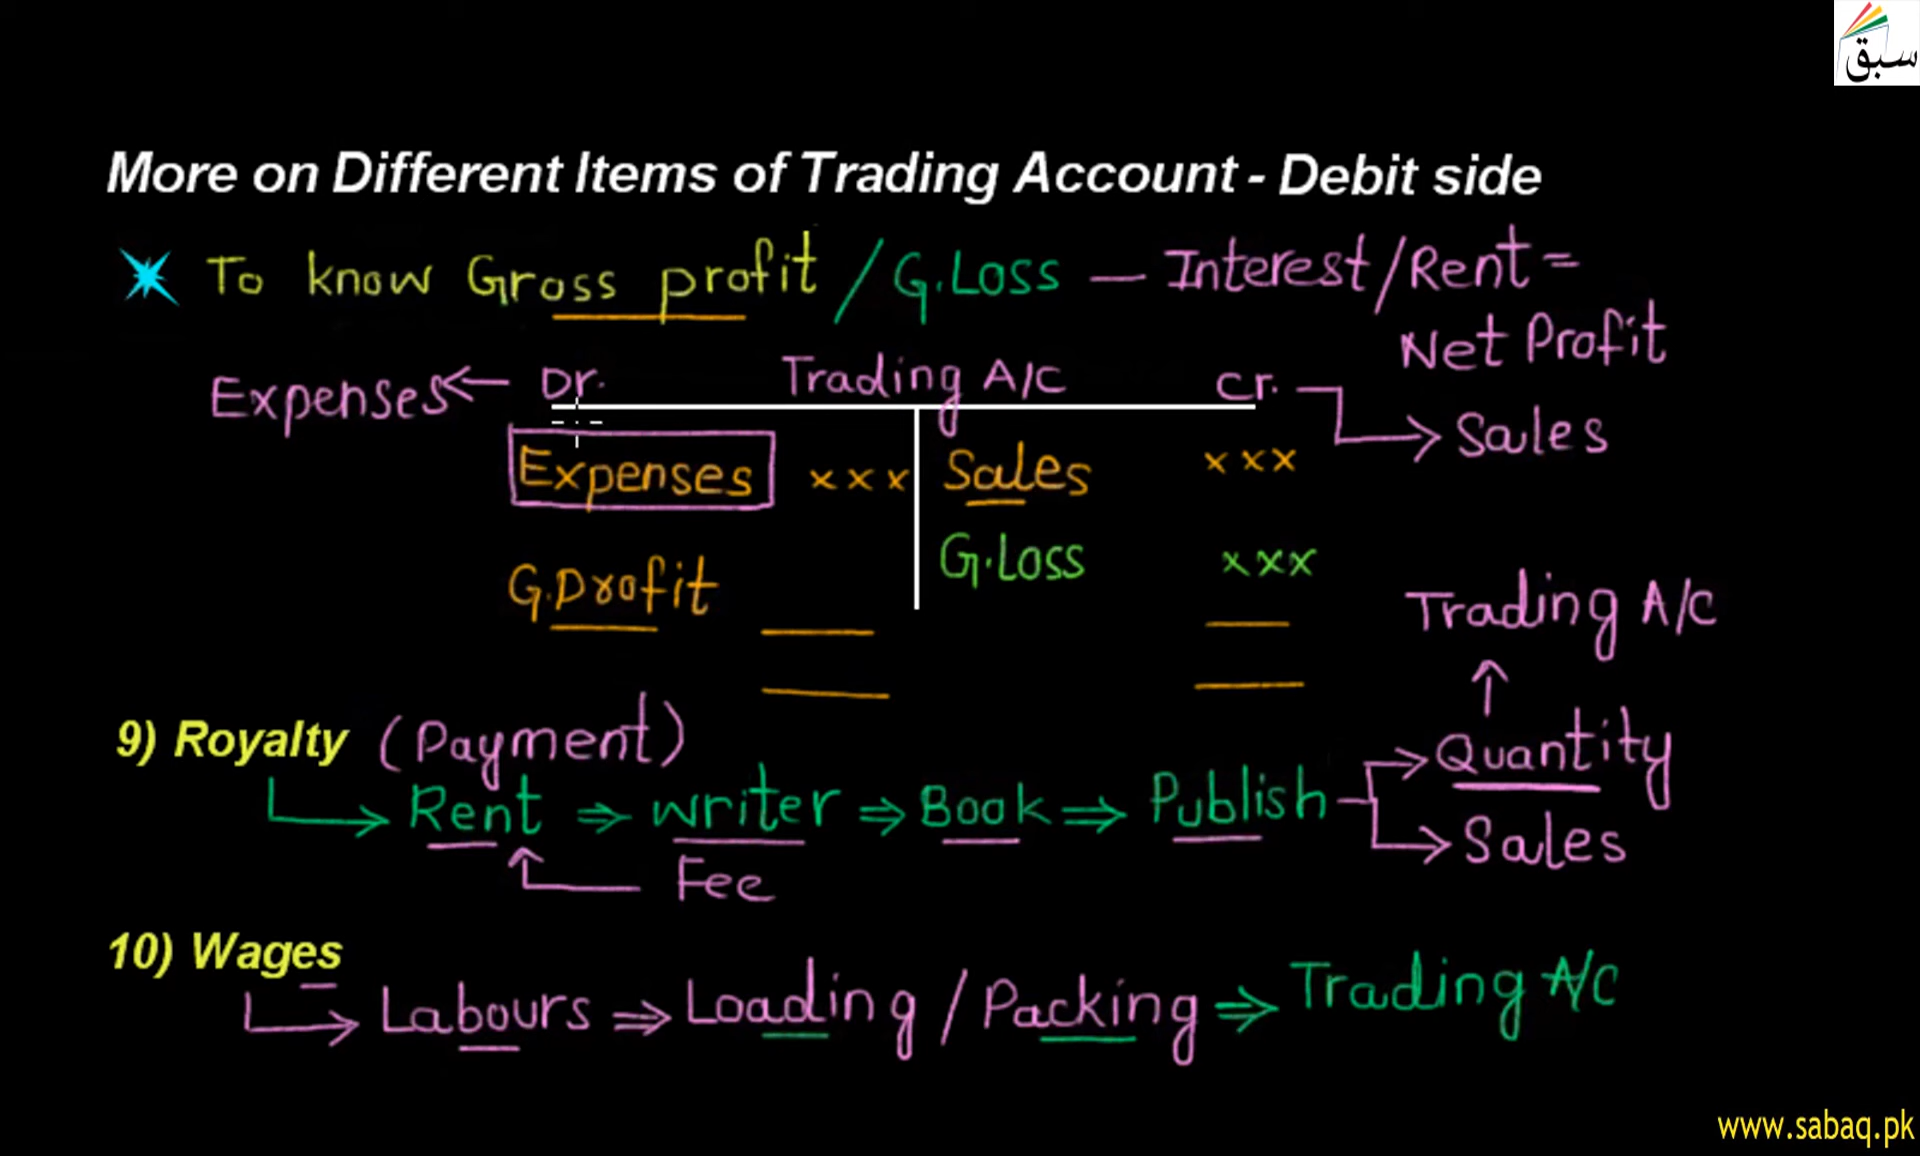 سبق
More on Different Items of Trading Account - Debit side
To know Gross profit / G.Loss — Interest/Rent =
Net Profit
Expenses ← Dr. Trading A/C Cr. → Sales
Expenses xxx Sales xxx
G.Profit G.Loss xxx
Trading A/C
9) Royalty (Payment)
→ Rent ⇒ writer ⇒ Book ⇒ Publish → Quantity
→ Sales
Fee
10) Wages
→ Labours ⇒ Loading / Packing ⇒ Trading A/C
www.sabaq.pk